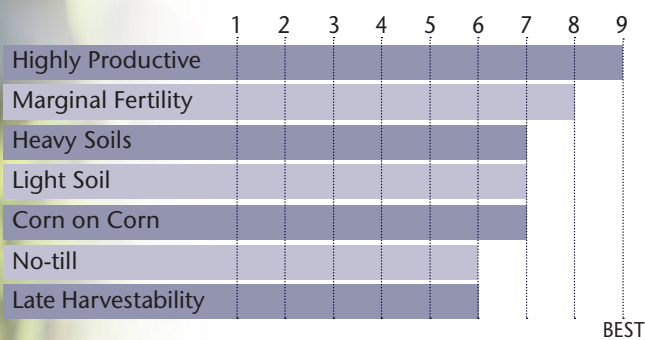 1 2 3 4 5 6 7 8 9
Highly Productive
Marginal Fertility
Heavy Soils
Light Soil
Corn on Corn
No-till
Late Harvestability
BEST